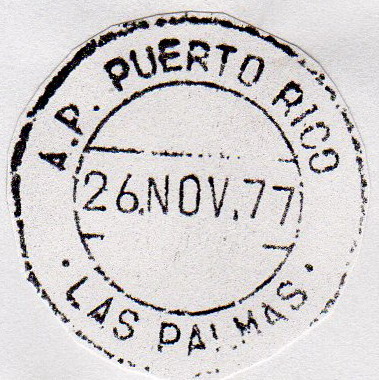 A.P. PUERTO RICO
26.NOV.77
· LAS PALMAS ·